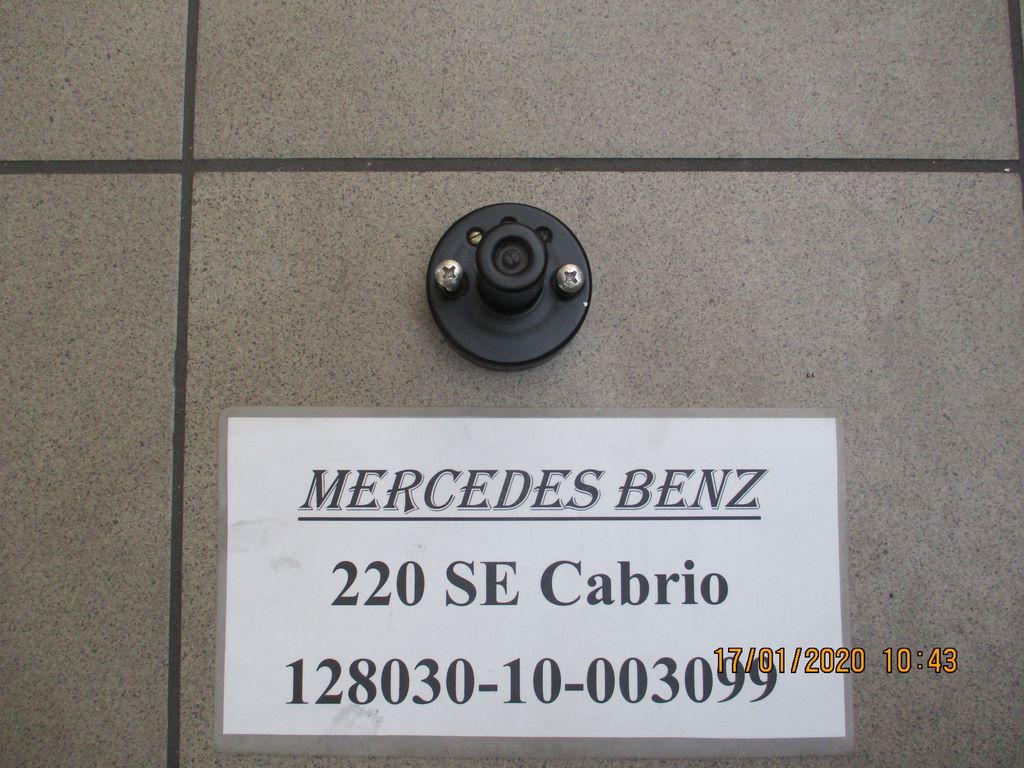 MERCEDES BENZ
220 SE Cabrio
128030-10-003099
17/01/2020 10:43